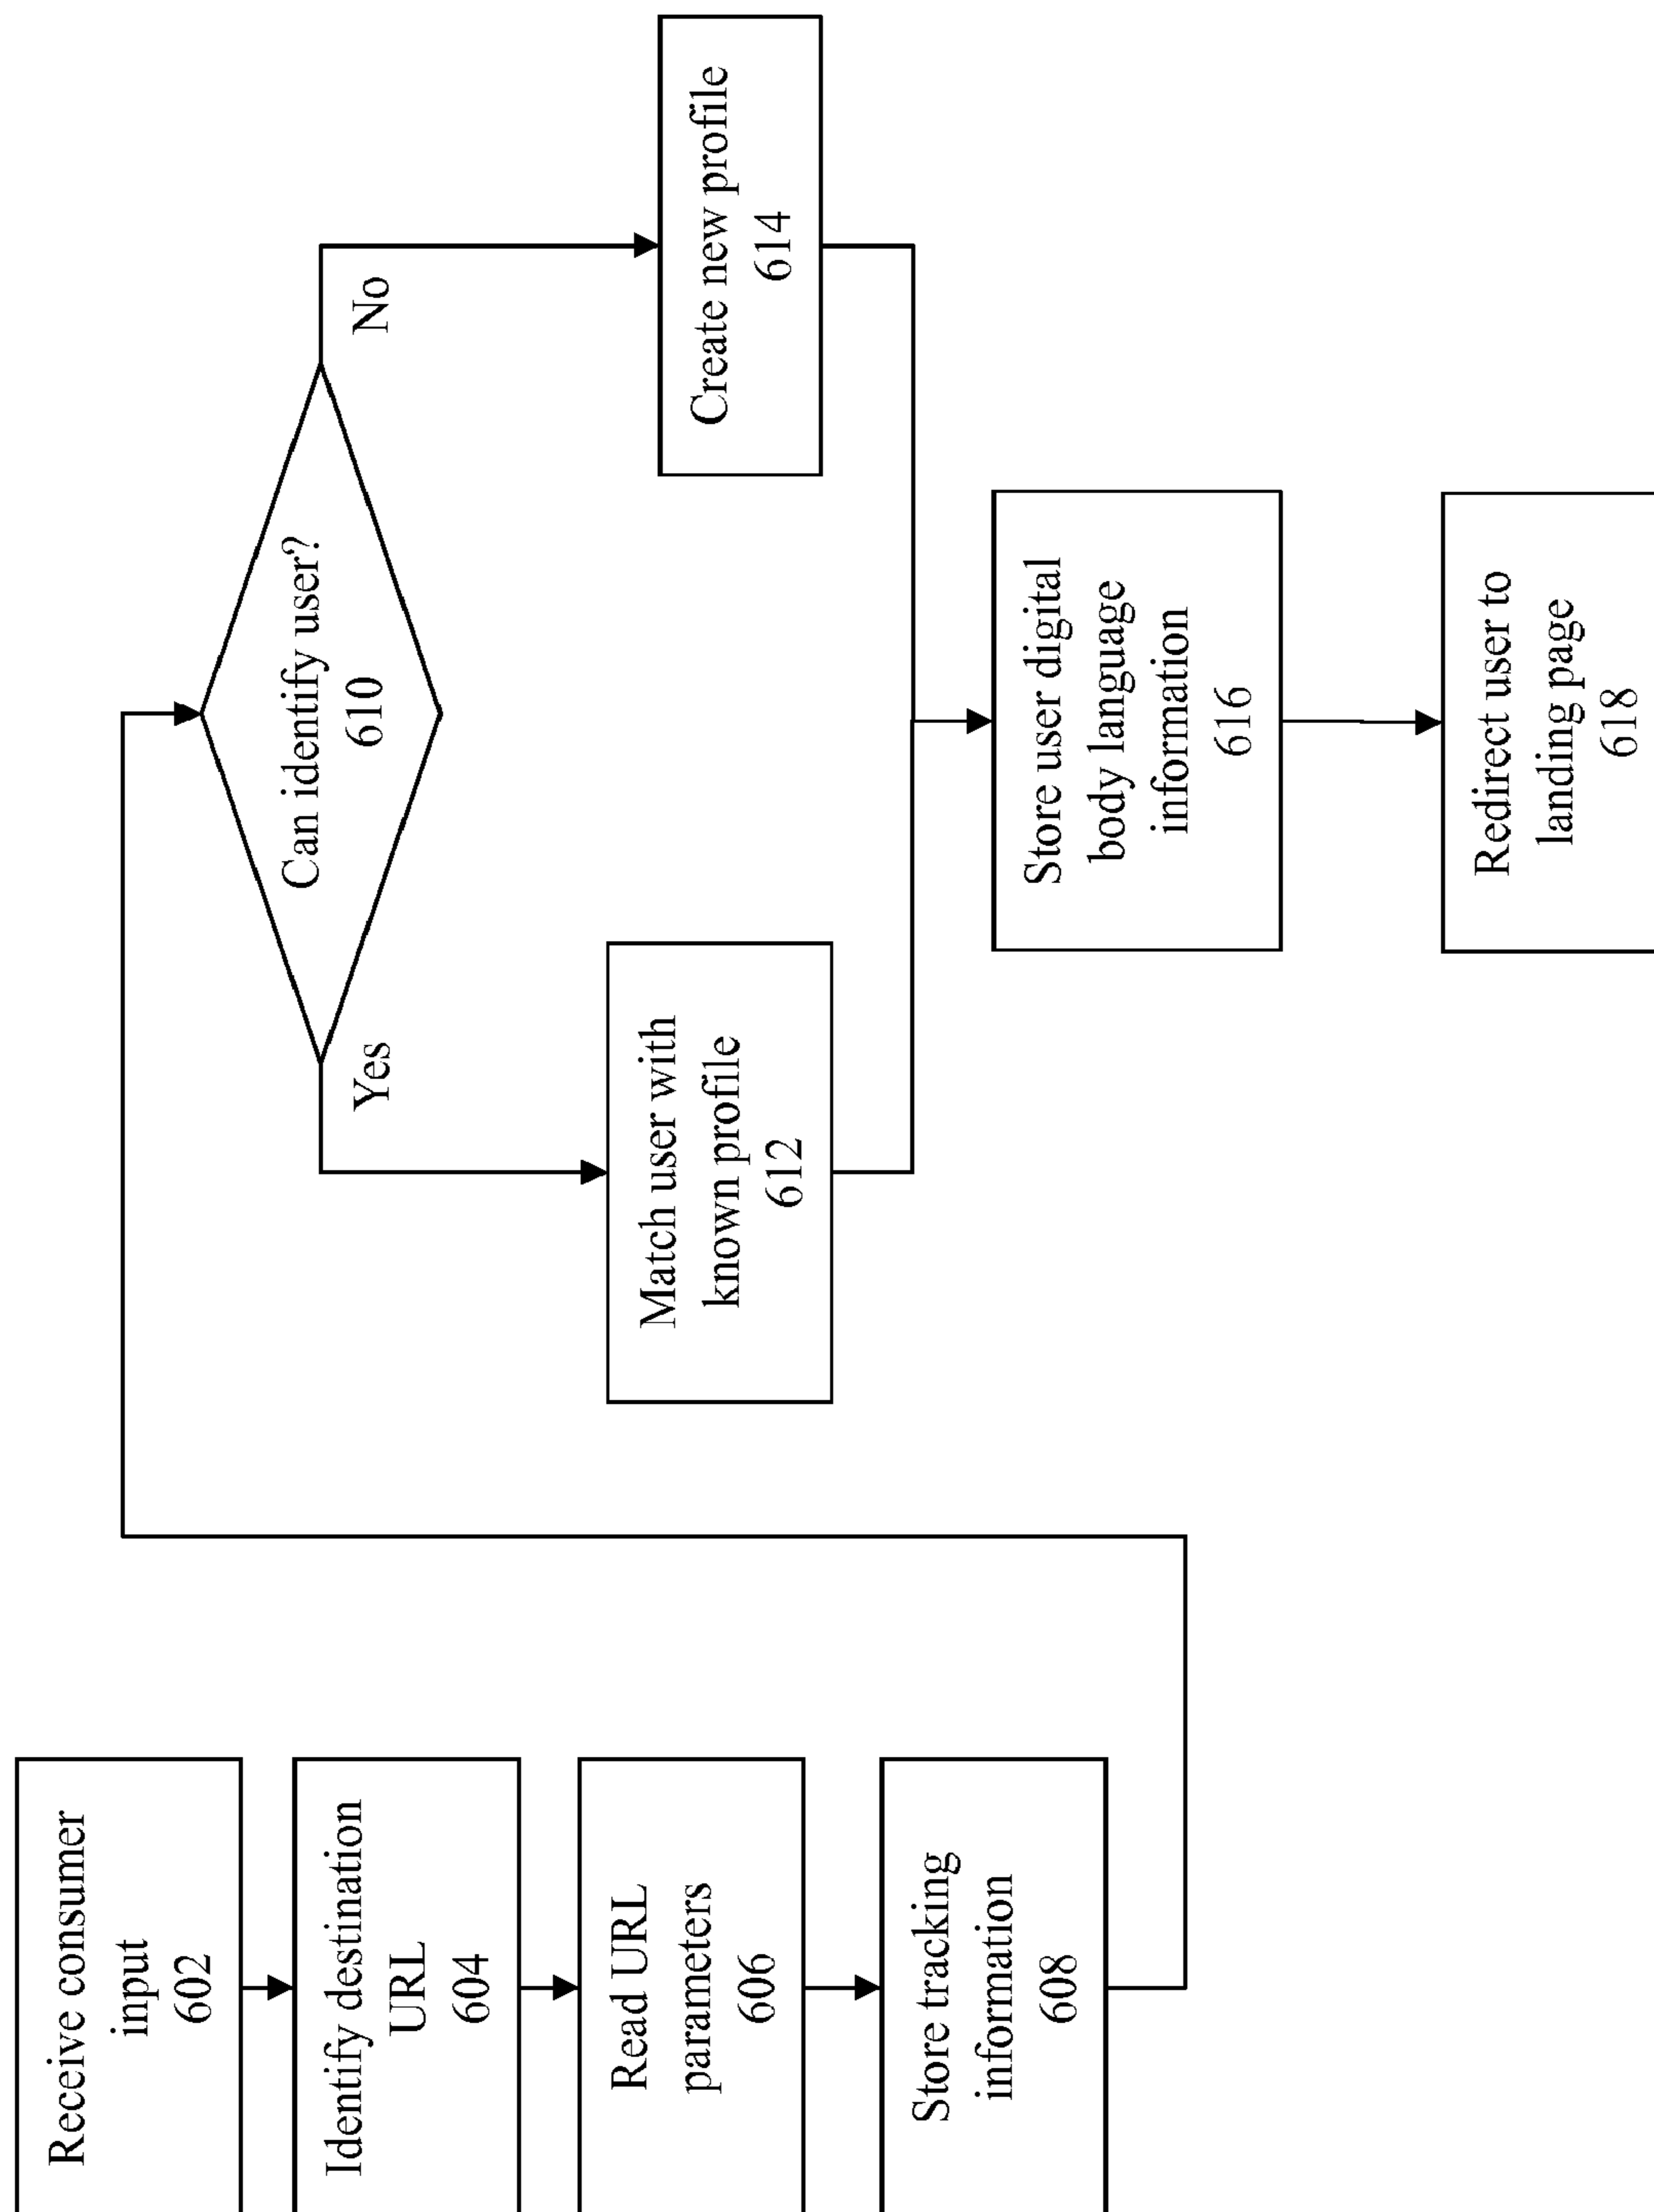 Receive consumer
input
602
Identify destination
URL
604
Read URL
parameters
606
Store tracking
information
608
Can identify user?
610
Yes
No
Match user with
known profile
612
Create new profile
614
Store user digital
body language
information
616
Redirect user to
landing page
618